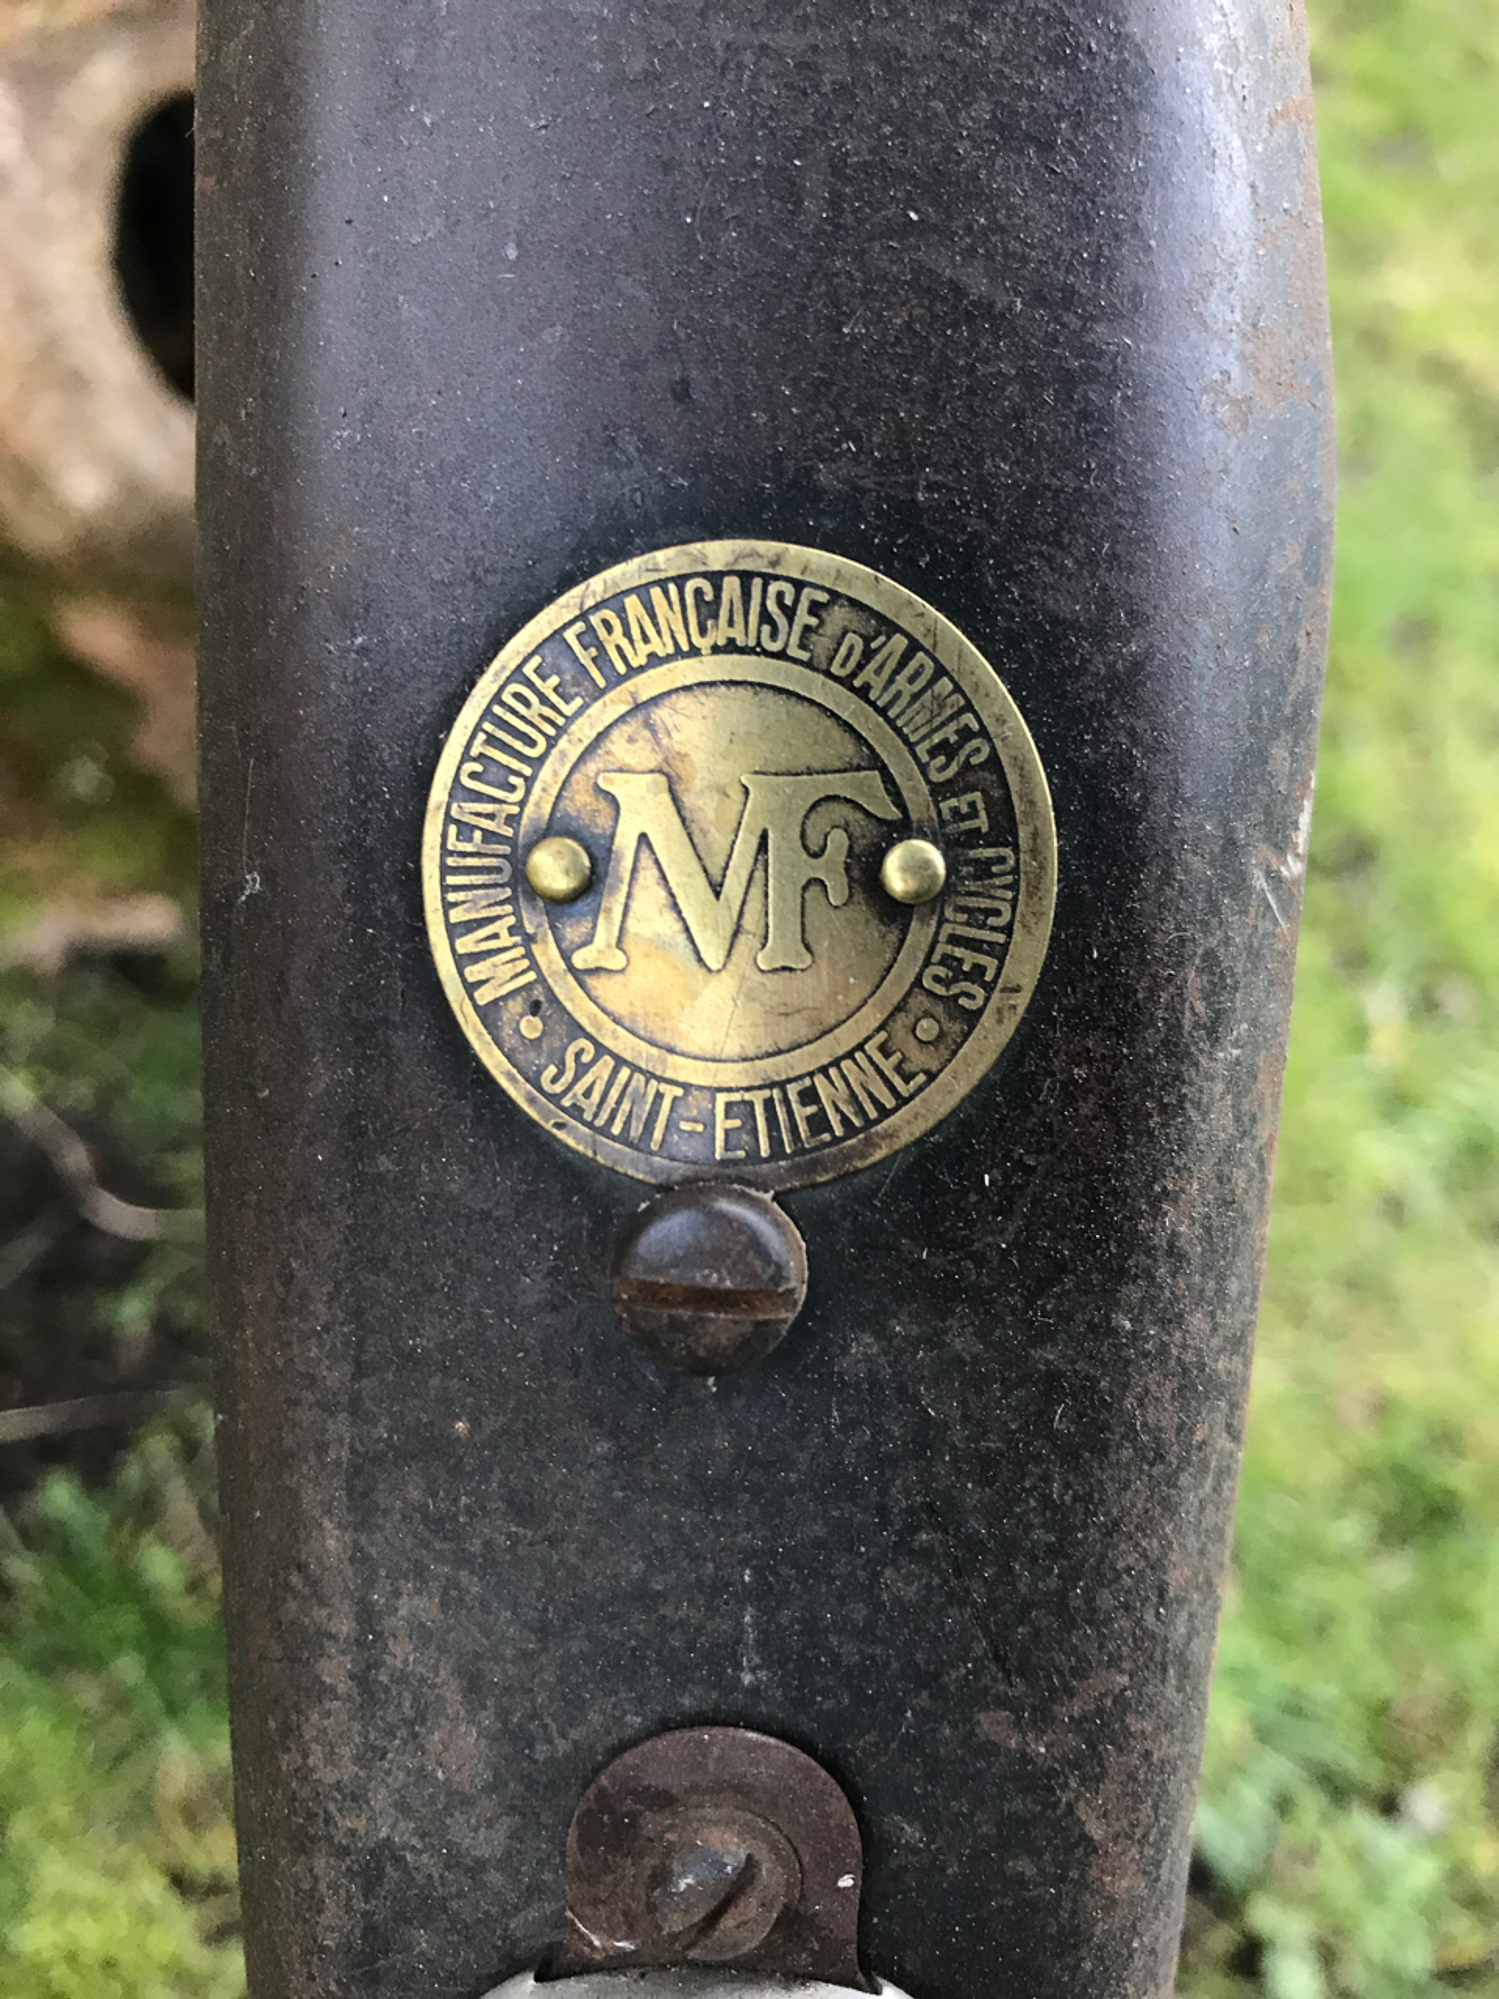 MANUFACTURE FRANÇAISE D'ARMES ET CYCLES
MF
• SAINT-ETIENNE •